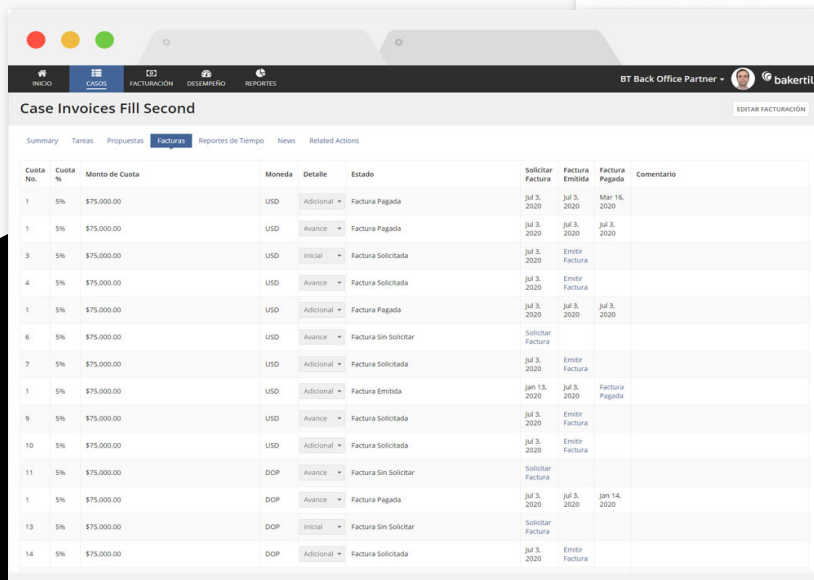 INICIO CASOS FACTURACIÓN DESEMPEÑO REPORTES BT Back Office Partner bakertil
Case Invoices Fill Second EDITAR FACTURACIÓN
Summary Tareas Propuestas Facturas Reportes de Tiempo News Related Actions
Cuota No. Cuota % Monto de Cuota Moneda Detalle Estado Solicitar Factura Factura Emitida Factura Pagada Comentario
1 5% $75,000.00 USD Adicional Factura Pagada Jul 3, 2020 Jul 3, 2020 Mar 16, 2020
1 5% $75,000.00 USD Avance Factura Pagada Jul 3, 2020 Jul 3, 2020 Jul 3, 2020
3 5% $75,000.00 USD Inicial Factura Solicitada Jul 3, 2020 Emitir Factura
4 5% $75,000.00 USD Avance Factura Solicitada Jul 3, 2020 Emitir Factura
1 5% $75,000.00 USD Adicional Factura Pagada Jul 3, 2020 Jul 3, 2020 Jul 3, 2020
6 5% $75,000.00 USD Avance Factura Sin Solicitar Solicitar Factura
7 5% $75,000.00 USD Adicional Factura Solicitada Jul 3, 2020 Emitir Factura
1 5% $75,000.00 USD Adicional Factura Emitida Jan 13, 2020 Jul 3, 2020 Factura Pagada
9 5% $75,000.00 USD Avance Factura Solicitada Jul 3, 2020 Emitir Factura
10 5% $75,000.00 USD Adicional Factura Solicitada Jul 3, 2020 Emitir Factura
11 5% $75,000.00 DOP Avance Factura Sin Solicitar Solicitar Factura
1 5% $75,000.00 DOP Avance Factura Pagada Jul 3, 2020 Jul 3, 2020 Jan 14, 2020
13 5% $75,000.00 DOP Inicial Factura Sin Solicitar Solicitar Factura
14 5% $75,000.00 DOP Adicional Factura Solicitada Jul 3, 2020 Emitir Factura